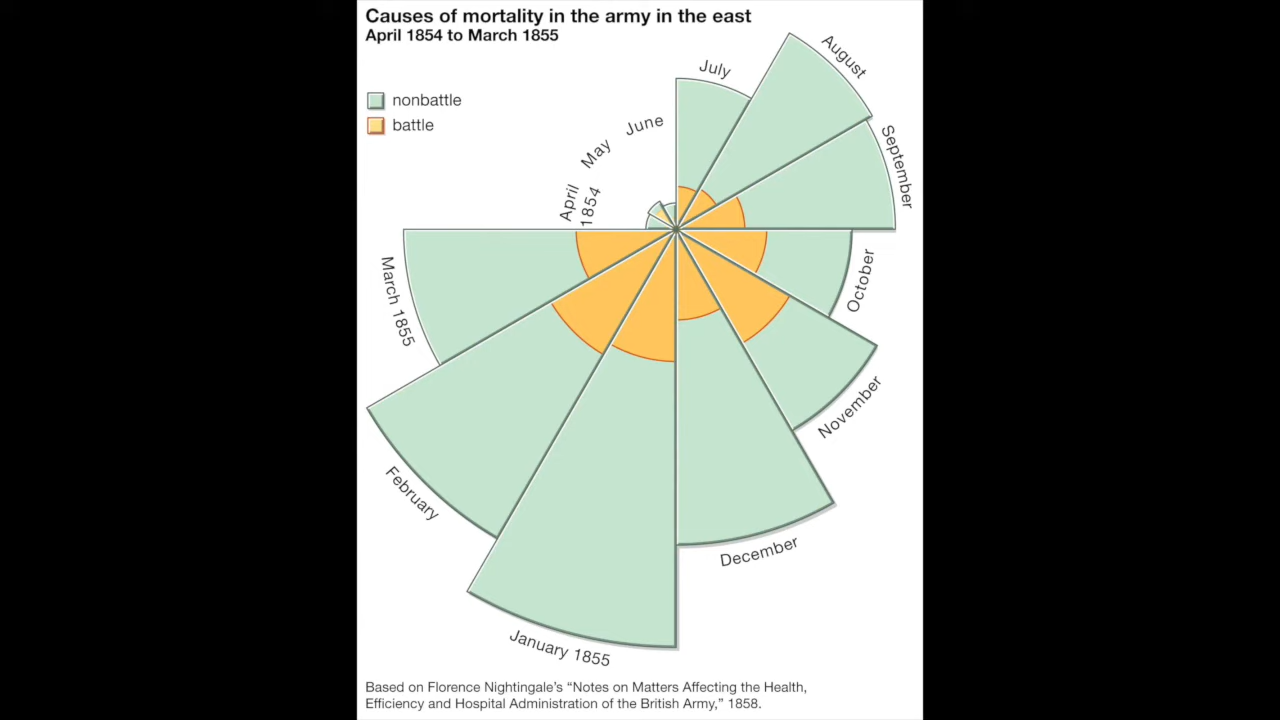 Causes of mortality in the army in the east
April 1854 to March 1855
nonbattle
battle
July
August
September
October
November
December
January 1855
February
March 1855
April
1854
May
June
Based on Florence Nightingale’s “Notes on Matters Affecting the Health,
Efficiency and Hospital Administration of the British Army,” 1858.